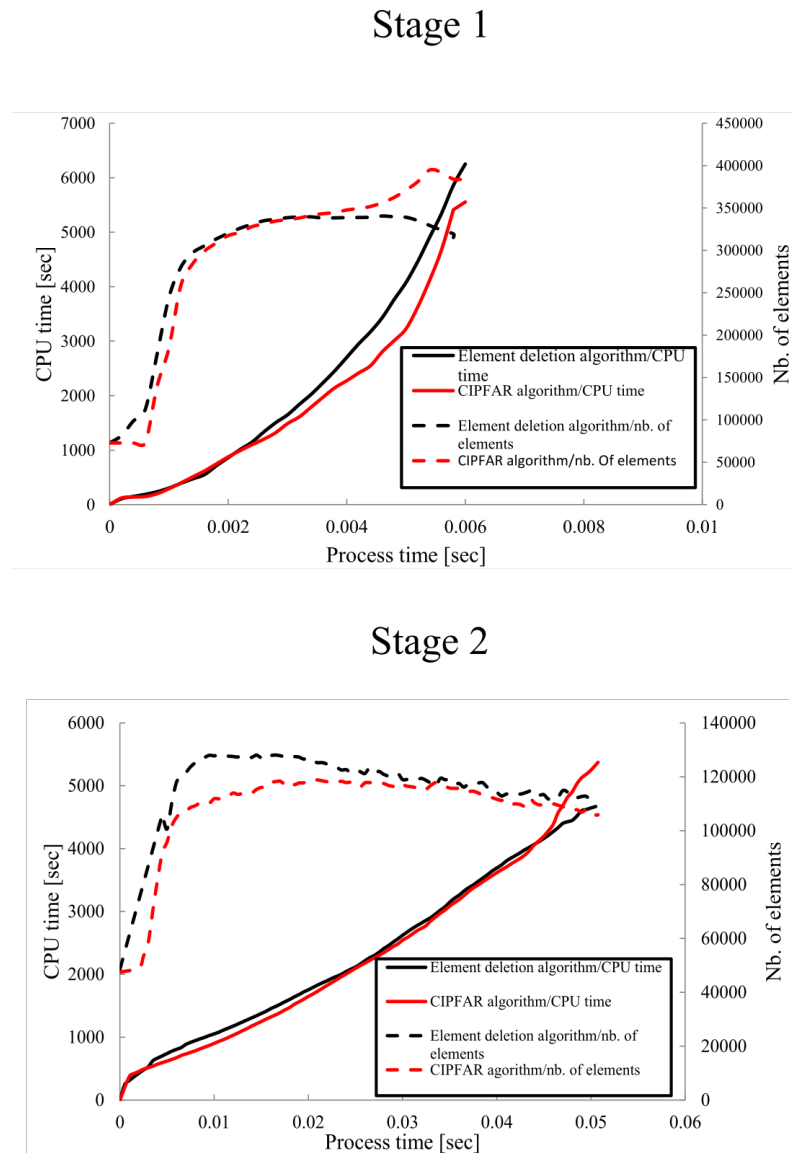 Stage 1
7000
6000
5000
4000
3000
2000
1000
0
CPU time [sec]
450000
400000
350000
300000
250000
200000
150000
100000
50000
0
Nb. of elements
Element deletion algorithm/CPU
time
CIPFAR algorithm/CPU time
Element deletion algorithm/nb. of
elements
CIPFAR algorithm/nb. Of elements
0 0.002 0.004 0.006 0.008 0.01
Process time [sec]
Stage 2
6000
5000
4000
3000
2000
1000
0
CPU time [sec]
140000
120000
100000
80000
60000
40000
20000
0
Nb. of elements
Element deletion algorithm/CPU time
CIPFAR algorithm/CPU time
Element deletion algorithm/nb. of
elements
CIPFAR agorithm/nb. of elements
0 0.01 0.02 0.03 0.04 0.05 0.06
Process time [sec]